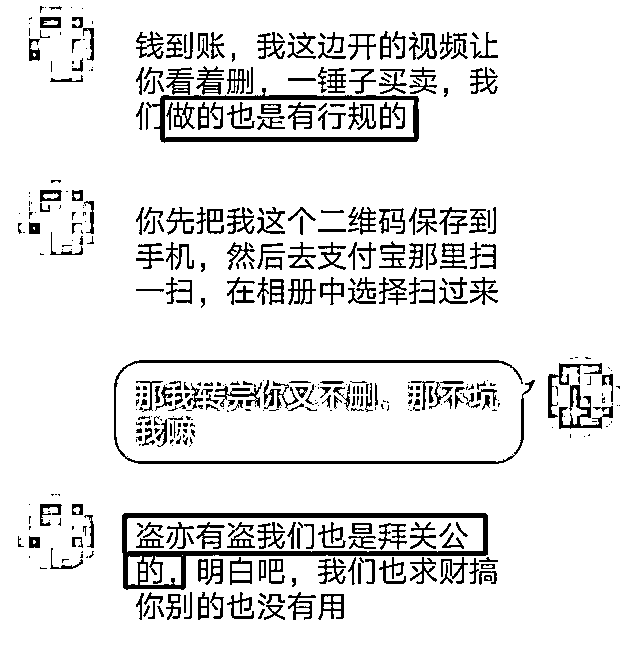 钱到账，我这边开的视频让
你看着删，一锤子买卖，我
们做的也是有行规的
你先把我这个二维码保存到
手机，然后去支付宝那里扫
一扫，在相册中选择扫过来
那我转完你又不删，那不坑
我嘛
盗亦有盗我们也是拜关公
的，明白吧，我们也求财搞
你别的也没有用